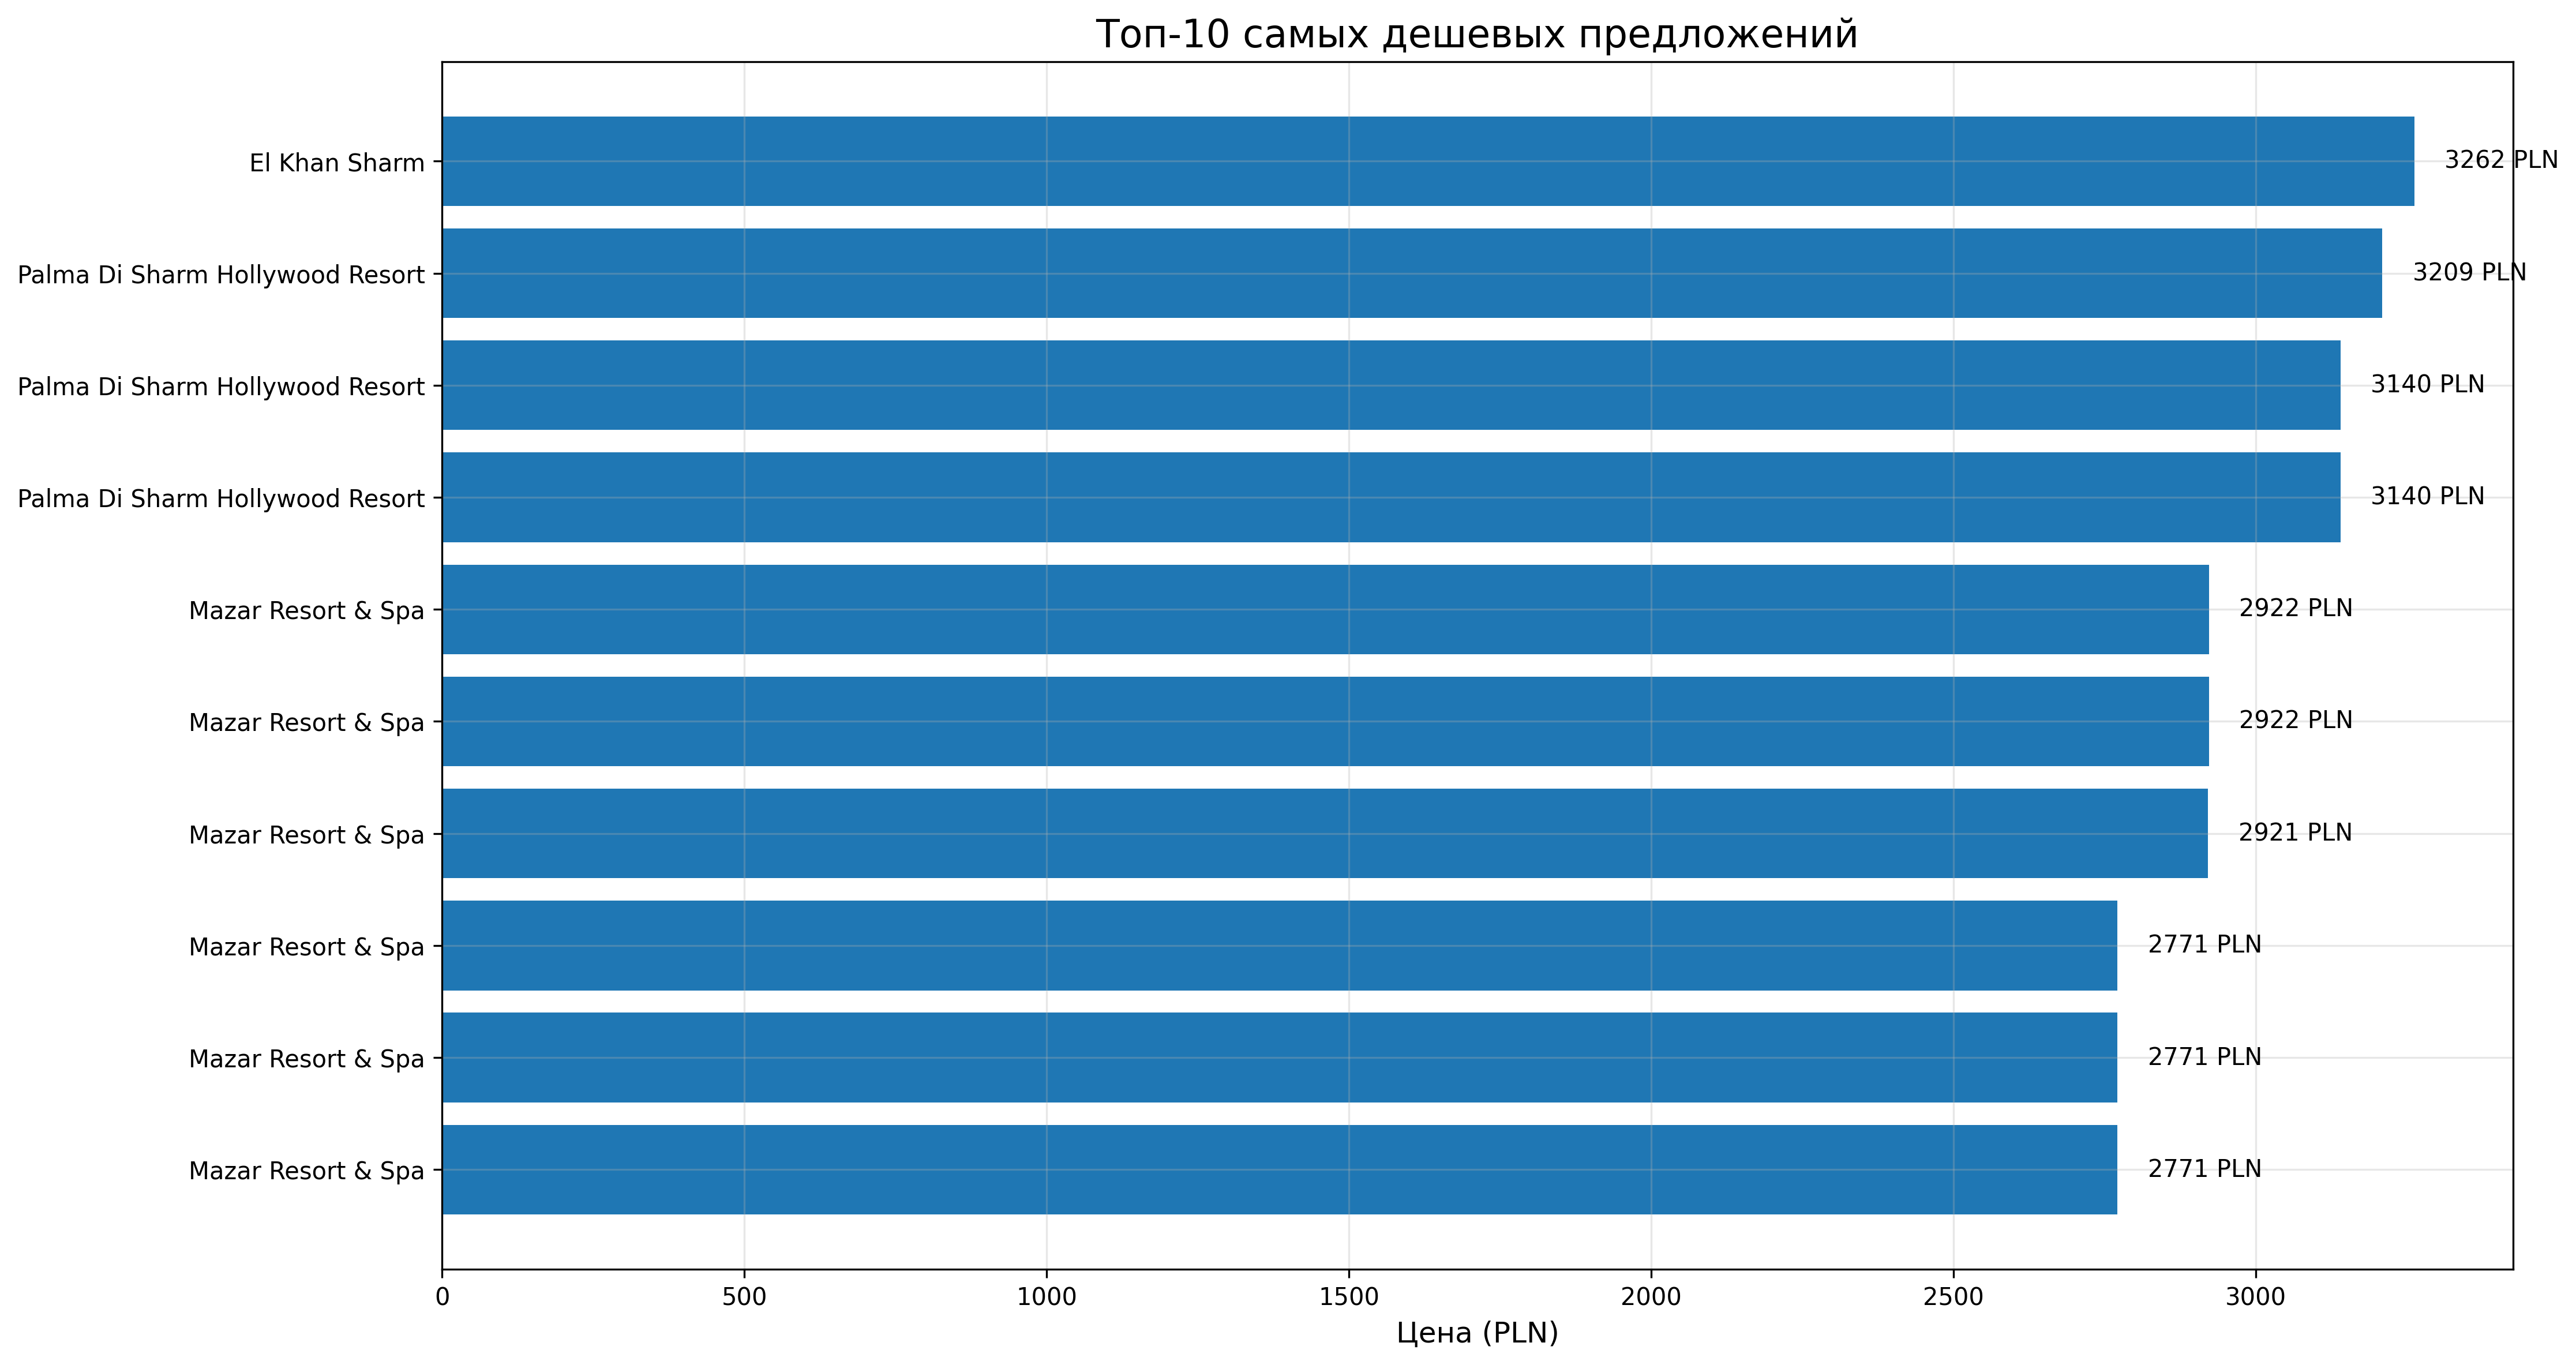 Топ-10 самых дешевых предложений
El Khan Sharm 3262 PLN
Palma Di Sharm Hollywood Resort 3209 PLN
Palma Di Sharm Hollywood Resort 3140 PLN
Palma Di Sharm Hollywood Resort 3140 PLN
Mazar Resort & Spa 2922 PLN
Mazar Resort & Spa 2922 PLN
Mazar Resort & Spa 2921 PLN
Mazar Resort & Spa 2771 PLN
Mazar Resort & Spa 2771 PLN
Mazar Resort & Spa 2771 PLN
0 500 1000 1500 2000 2500 3000
Цена (PLN)